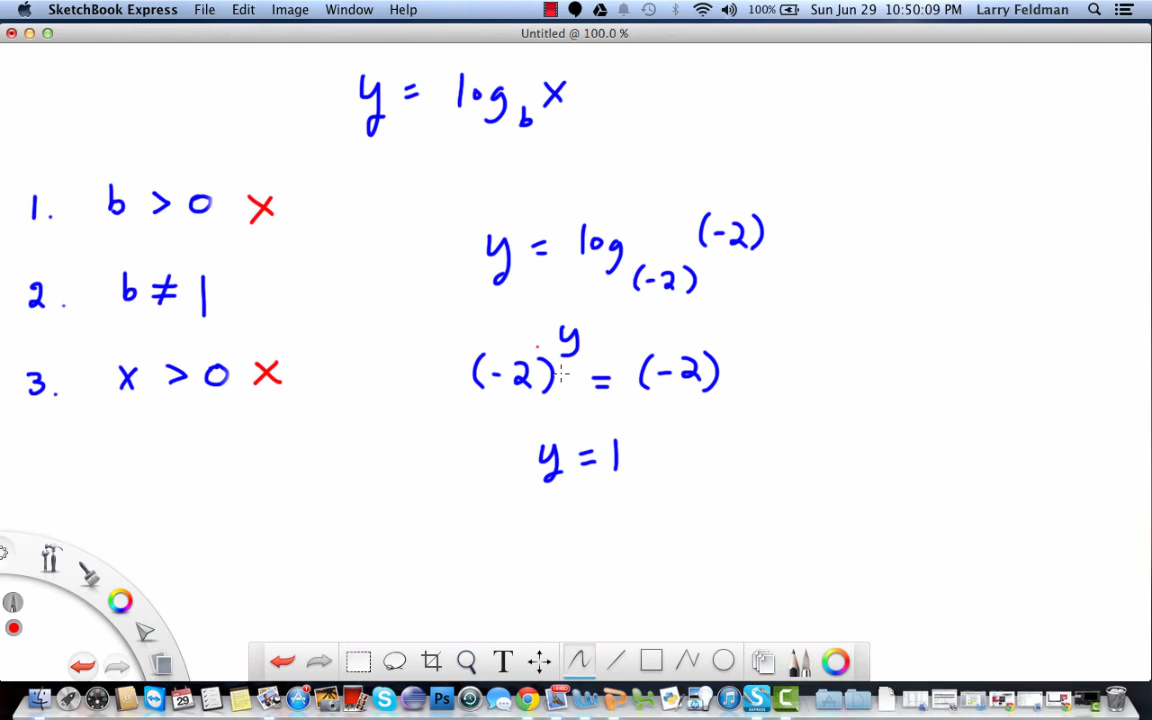 SketchBook Express File Edit Image Window Help 100% Sun Jun 29 10:50:09 PM Larry Feldman
Untitled @ 100.0 %
y = log_b x
1. b > 0 X
y = log_(-2) (-2)
2. b ≠ 1
(-2)^y = (-2)
3. x > 0 X
y = 1
T